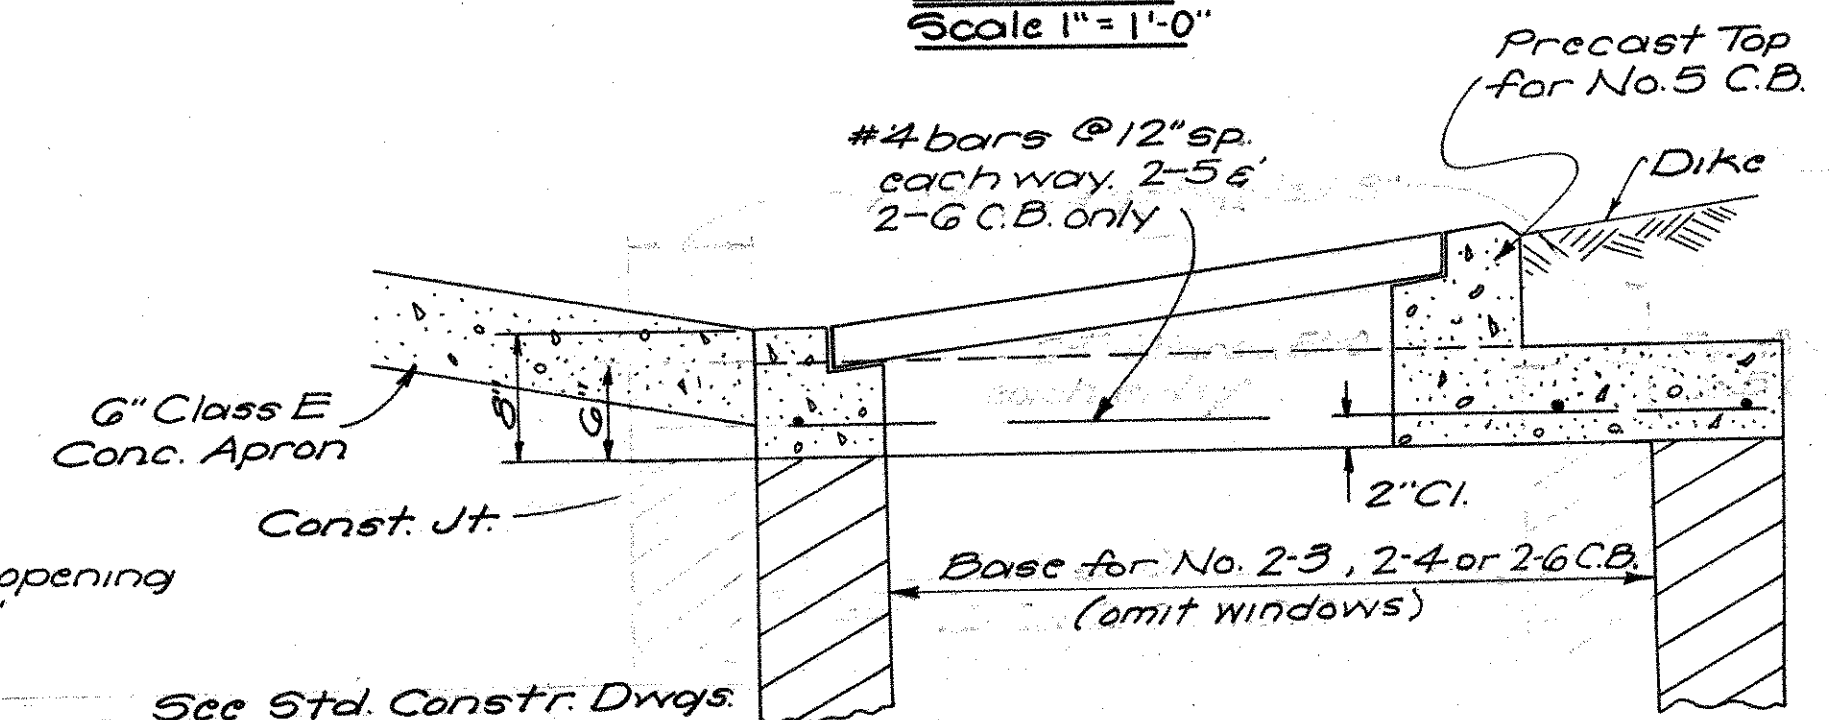 Scale 1" = 1'-0"
Precast Top
for No. 5 C.B.
#4 bars @ 12" sp.
each way. 2-5 &
2-6 C.B. only
Dike
8"
6"
6" Class E
Conc. Apron
2" Cl.
Const. Jt.
Base for No. 2-3, 2-4 or 2-6 C.B.
(omit windows)
opening
See Std. Constr. Dwgs.